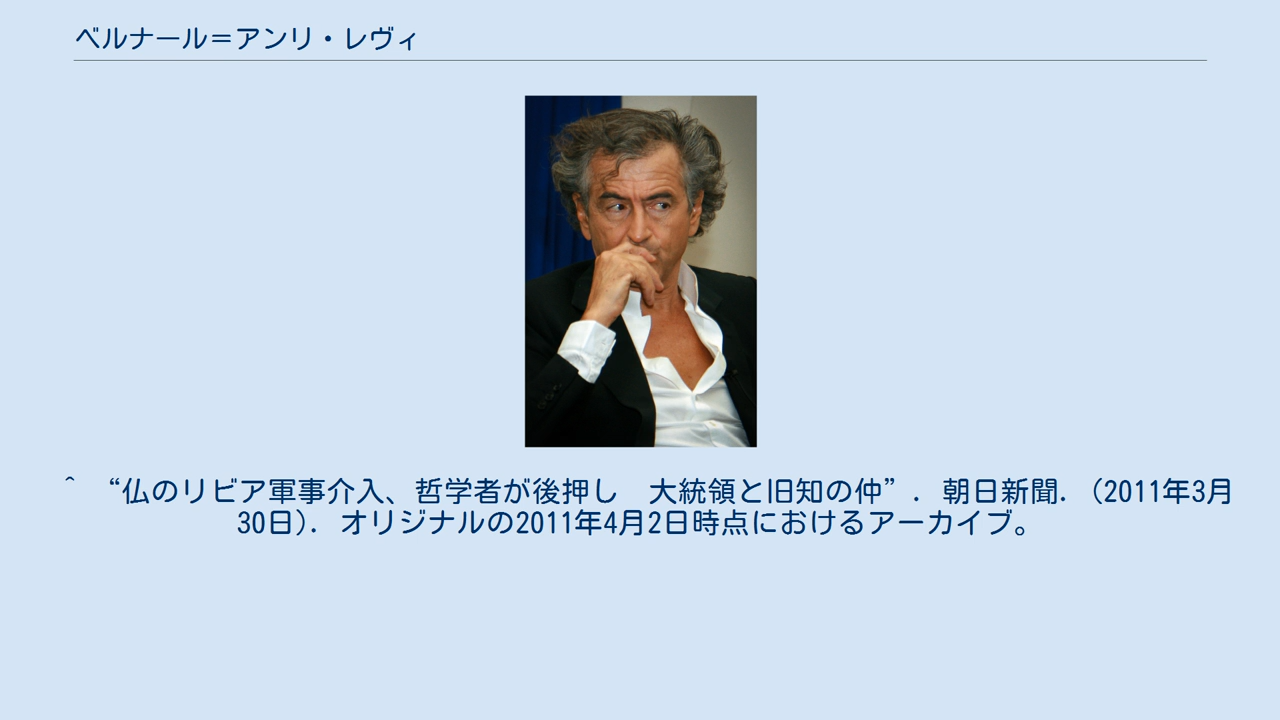 ベルナール＝アンリ・レヴィ
^ “仏のリビア軍事介入、哲学者が後押し　大統領と旧知の仲”. 朝日新聞. （2011年3月
30日）. オリジナルの2011年4月2日時点におけるアーカイブ。